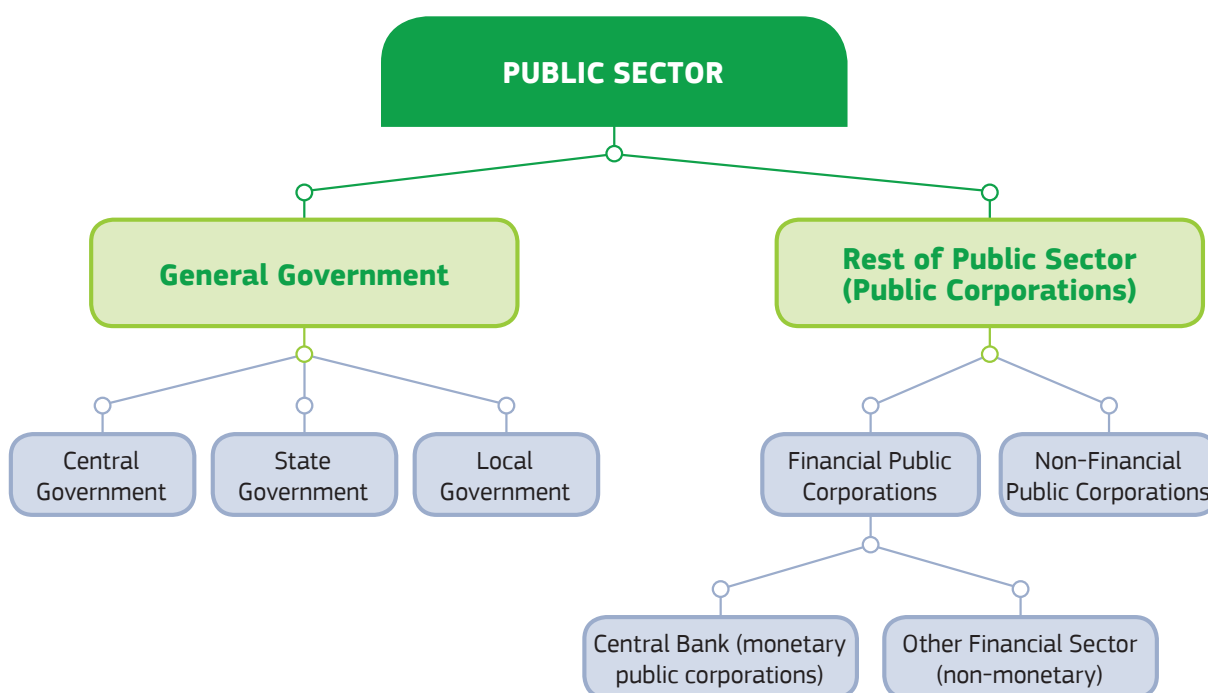 PUBLIC SECTOR
General Government
Rest of Public Sector
(Public Corporations)
Central
Government
State
Government
Local
Government
Financial Public
Corporations
Non-Financial
Public Corporations
Central Bank (monetary
public corporations)
Other Financial Sector
(non-monetary)